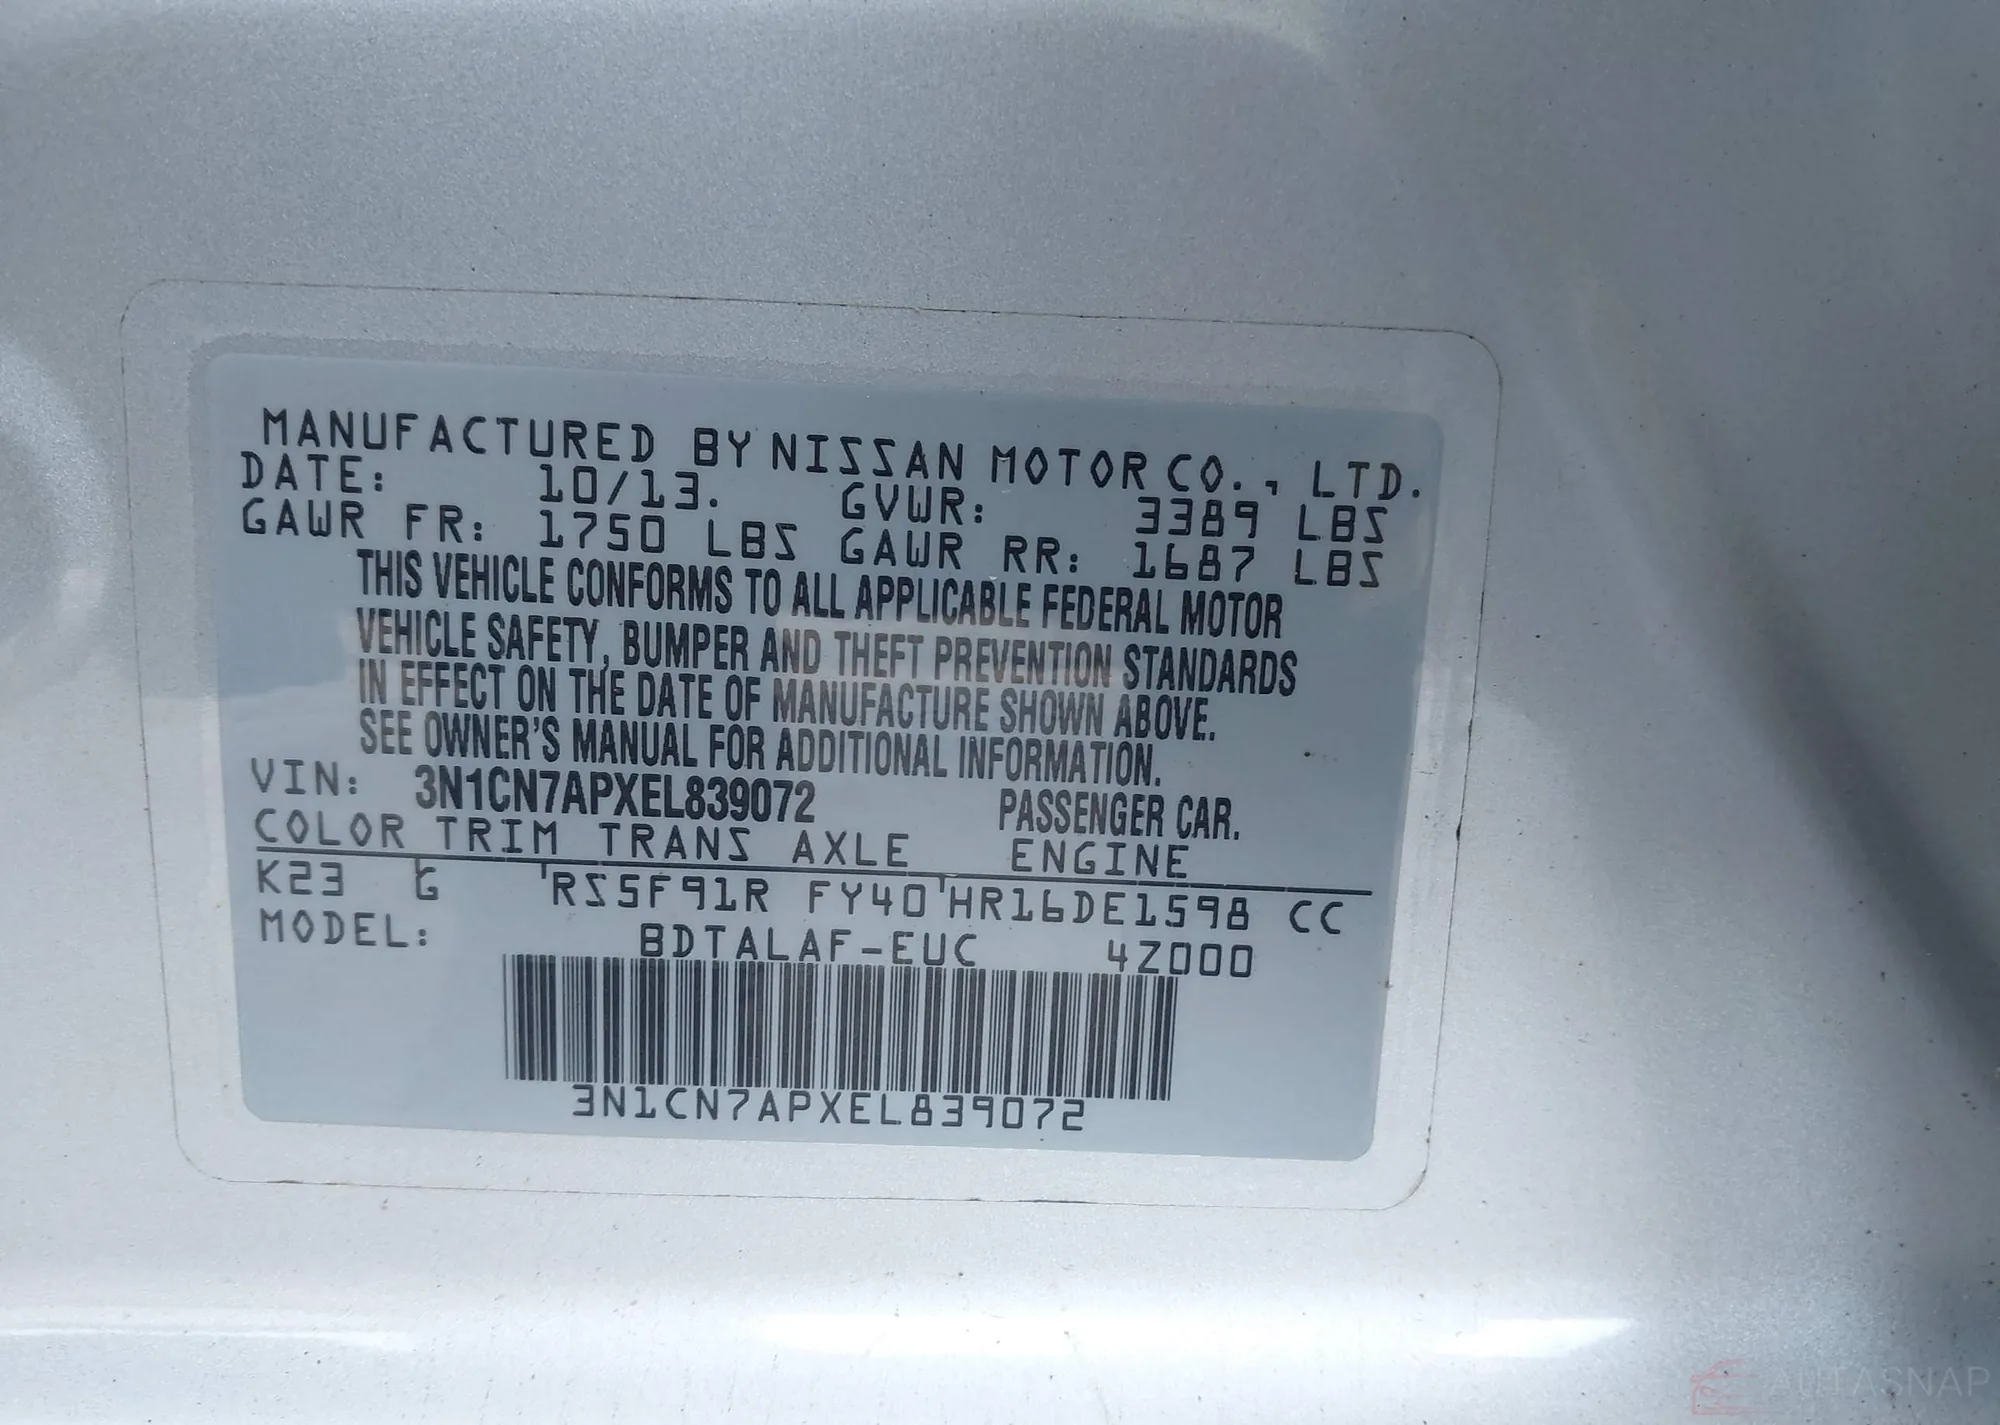 MANUFACTURED BY NISSAN MOTOR CO., LTD.
DATE: 10/13. GVWR: 3389 LBS
GAWR FR: 1750 LBS GAWR RR: 1687 LBS
THIS VEHICLE CONFORMS TO ALL APPLICABLE FEDERAL MOTOR
VEHICLE SAFETY, BUMPER AND THEFT PREVENTION STANDARDS
IN EFFECT ON THE DATE OF MANUFACTURE SHOWN ABOVE.
SEE OWNER'S MANUAL FOR ADDITIONAL INFORMATION.
VIN: 3N1CN7APXEL839072 PASSENGER CAR.
COLOR TRIM TRANS AXLE ENGINE
K23 G RS5F91R FY40 HR16DE1598 CC
MODEL: BDTALAF-EUC 4Z000
3N1CN7APXEL839072
AUTASNAP